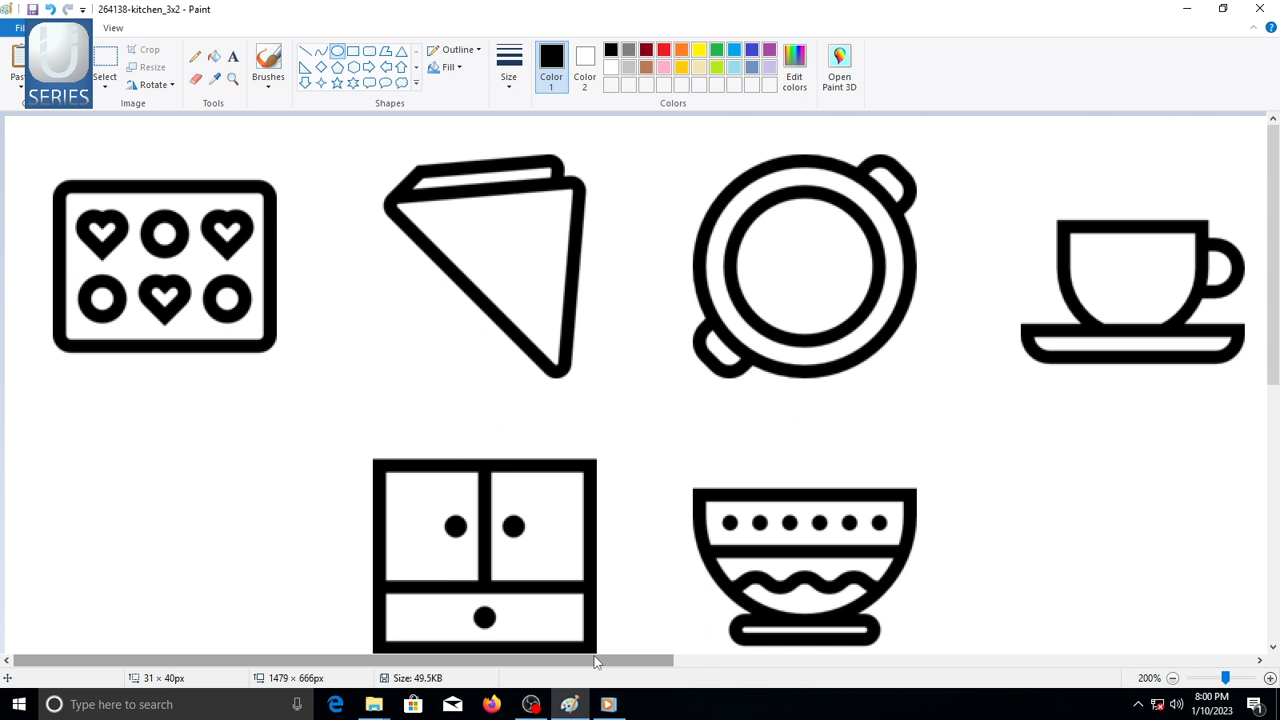 264138-kitchen_3x2 - Paint
View
Crop
Resize
Rotate
Select
Image
Tools
Brushes
Shapes
Outline
Fill
Size
Color 1
Color 2
Edit colors
Colors
Open Paint 3D
U
SERIES
31 × 40px
1479 × 666px
Size: 49.5KB
200%
Type here to search
8:00 PM
1/10/2023